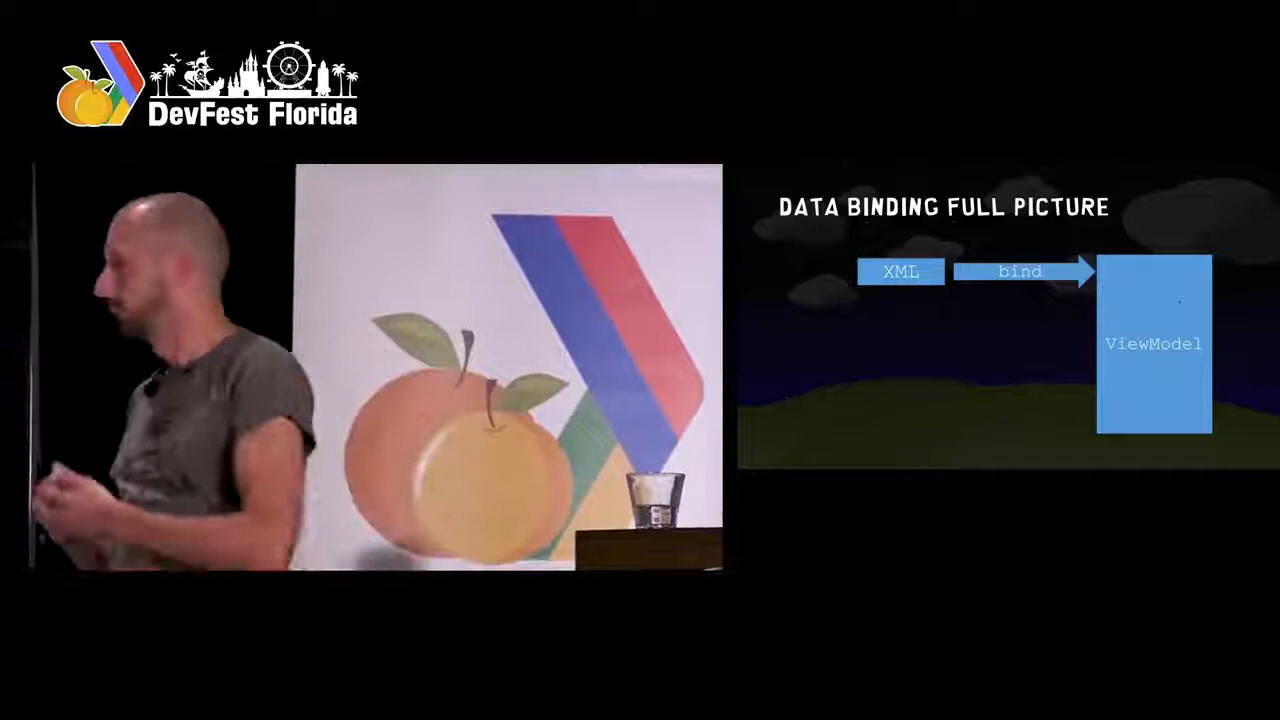 DevFest Florida
DATA BINDING FULL PICTURE
XML
bind
ViewModel